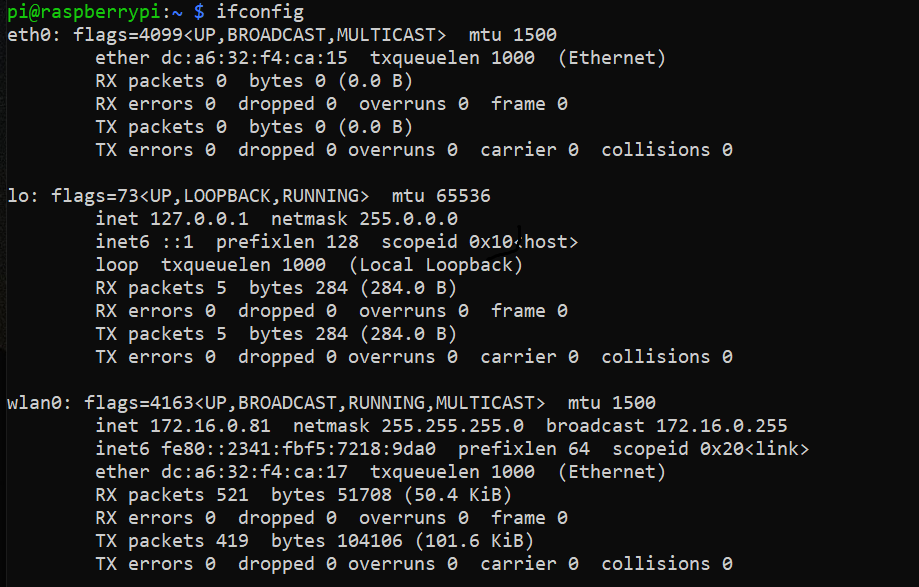 pi@raspberrypi:~ $ ifconfig
eth0: flags=4099<UP,BROADCAST,MULTICAST>  mtu 1500
        ether dc:a6:32:f4:ca:15  txqueuelen 1000  (Ethernet)
        RX packets 0  bytes 0 (0.0 B)
        RX errors 0  dropped 0  overruns 0  frame 0
        TX packets 0  bytes 0 (0.0 B)
        TX errors 0  dropped 0 overruns 0  carrier 0  collisions 0

lo: flags=73<UP,LOOPBACK,RUNNING>  mtu 65536
        inet 127.0.0.1  netmask 255.0.0.0
        inet6 ::1  prefixlen 128  scopeid 0x10<host>
        loop  txqueuelen 1000  (Local Loopback)
        RX packets 5  bytes 284 (284.0 B)
        RX errors 0  dropped 0  overruns 0  frame 0
        TX packets 5  bytes 284 (284.0 B)
        TX errors 0  dropped 0 overruns 0  carrier 0  collisions 0

wlan0: flags=4163<UP,BROADCAST,RUNNING,MULTICAST>  mtu 1500
        inet 172.16.0.81  netmask 255.255.255.0  broadcast 172.16.0.255
        inet6 fe80::2341:fbf5:7218:9da0  prefixlen 64  scopeid 0x20<link>
        ether dc:a6:32:f4:ca:17  txqueuelen 1000  (Ethernet)
        RX packets 521  bytes 51708 (50.4 KiB)
        RX errors 0  dropped 0  overruns 0  frame 0
        TX packets 419  bytes 104106 (101.6 KiB)
        TX errors 0  dropped 0 overruns 0  carrier 0  collisions 0